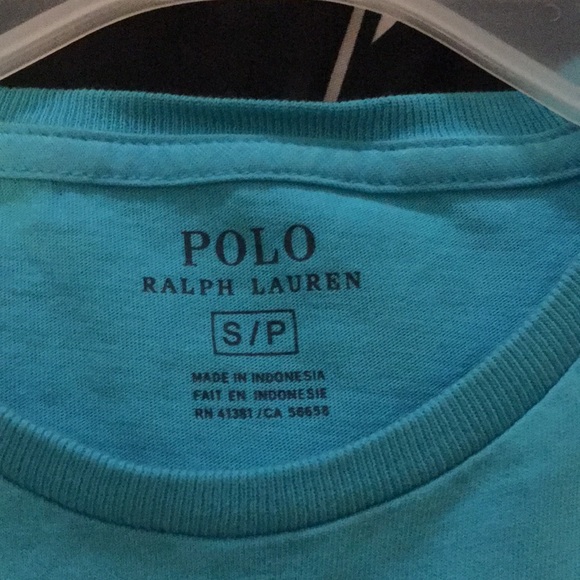 POLO
RALPH LAUREN
S/P
MADE IN INDONESIA
FAIT EN INDONESIE
RN 41381 / CA 56658